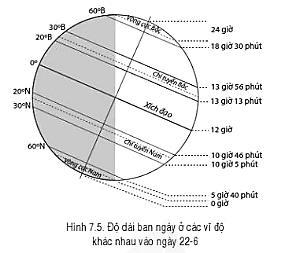 60°B
Vòng cực Bắc
24 giờ
30°B
18 giờ 30 phút
20°B
Chí tuyến Bắc
0°
13 giờ 56 phút
13 giờ 13 phút
Xích đạo
12 giờ
20°N
30°N
Chí tuyến Nam
10 giờ 46 phút
10 giờ 5 phút
60°N
Vòng cực Nam
5 giờ 40 phút
0 giờ
Hình 7.5. Độ dài ban ngày ở các vĩ độ
khác nhau vào ngày 22-6